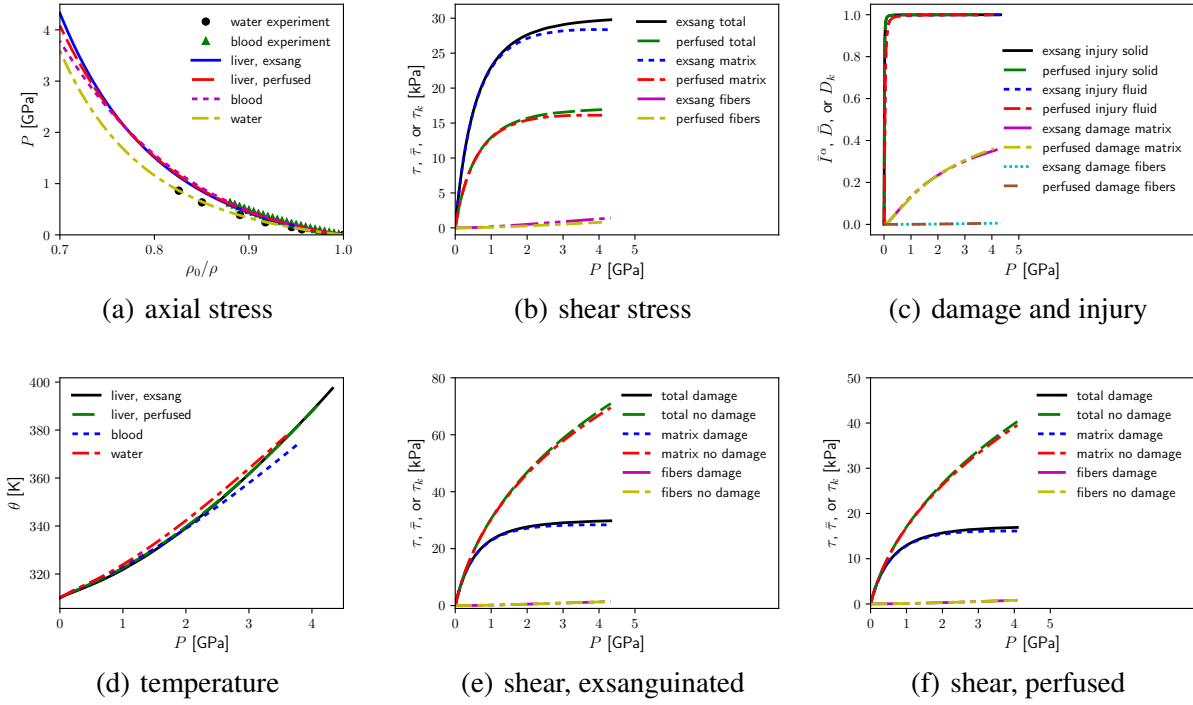 4
3
2
1
0
P [GPa]
0.7
0.8
0.9
1.0
ρ₀/ρ
water experiment
blood experiment
liver, exsang
liver, perfused
blood
water
(a) axial stress
30
25
20
15
10
5
0
τ, τ̄, or τₖ [kPa]
0
1
2
3
4
5
P [GPa]
exsang total
perfused total
exsang matrix
perfused matrix
exsang fibers
perfused fibers
(b) shear stress
1.0
0.8
0.6
0.4
0.2
0.0
Ī^α, D̄, or Dₖ
0
1
2
3
4
5
P [GPa]
exsang injury solid
perfused injury solid
exsang injury fluid
perfused injury fluid
exsang damage matrix
perfused damage matrix
exsang damage fibers
perfused damage fibers
(c) damage and injury
400
380
360
340
320
θ [K]
0
1
2
3
4
P [GPa]
liver, exsang
liver, perfused
blood
water
(d) temperature
80
60
40
20
0
τ, τ̄, or τₖ [kPa]
0
1
2
3
4
5
P [GPa]
total damage
total no damage
matrix damage
matrix no damage
fibers damage
fibers no damage
(e) shear, exsanguinated
50
40
30
20
10
0
τ, τ̄, or τₖ [kPa]
0
1
2
3
4
5
P [GPa]
total damage
total no damage
matrix damage
matrix no damage
fibers damage
fibers no damage
(f) shear, perfused